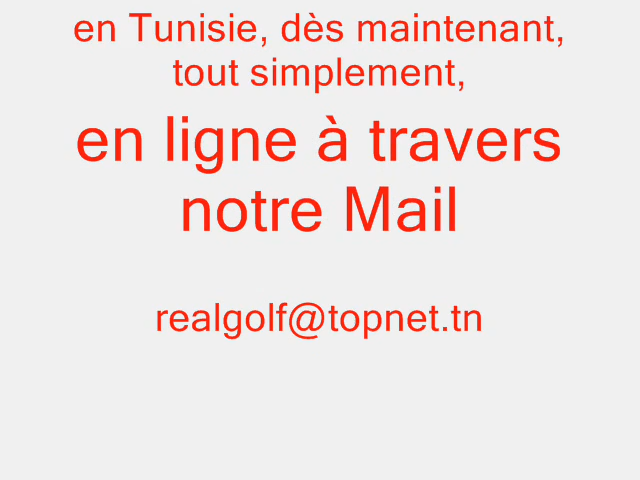 en Tunisie, dès maintenant,
tout simplement,
en ligne à travers
notre Mail
realgolf@topnet.tn